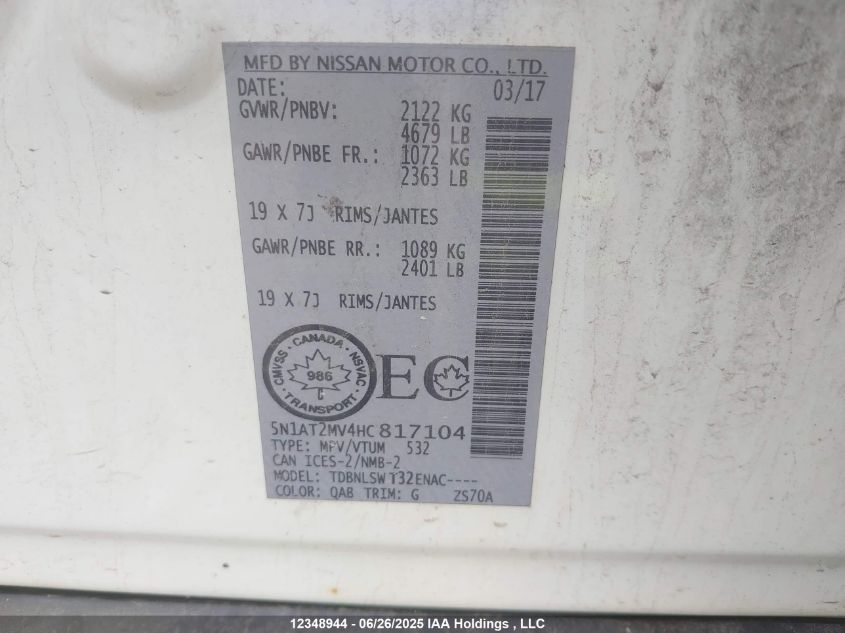 MFD BY NISSAN MOTOR CO., LTD.
DATE: 03/17
GVWR/PNBV: 2122 KG
4679 LB
GAWR/PNBE FR.: 1072 KG
2363 LB
19 X 7J RIMS/JANTES
GAWR/PNBE RR.: 1089 KG
2401 LB
19 X 7J RIMS/JANTES
CANADA
CMVSS NSVAC
986
C
TRANSPORT
EC
5N1AT2MV4HC817104
TYPE: MPV/VTUM 532
CAN ICES-2/NMB-2
MODEL: TDBNLSWT32ENAC----
COLOR: QAB TRIM: G ZS70A
12348944 - 06/26/2025 IAA Holdings , LLC